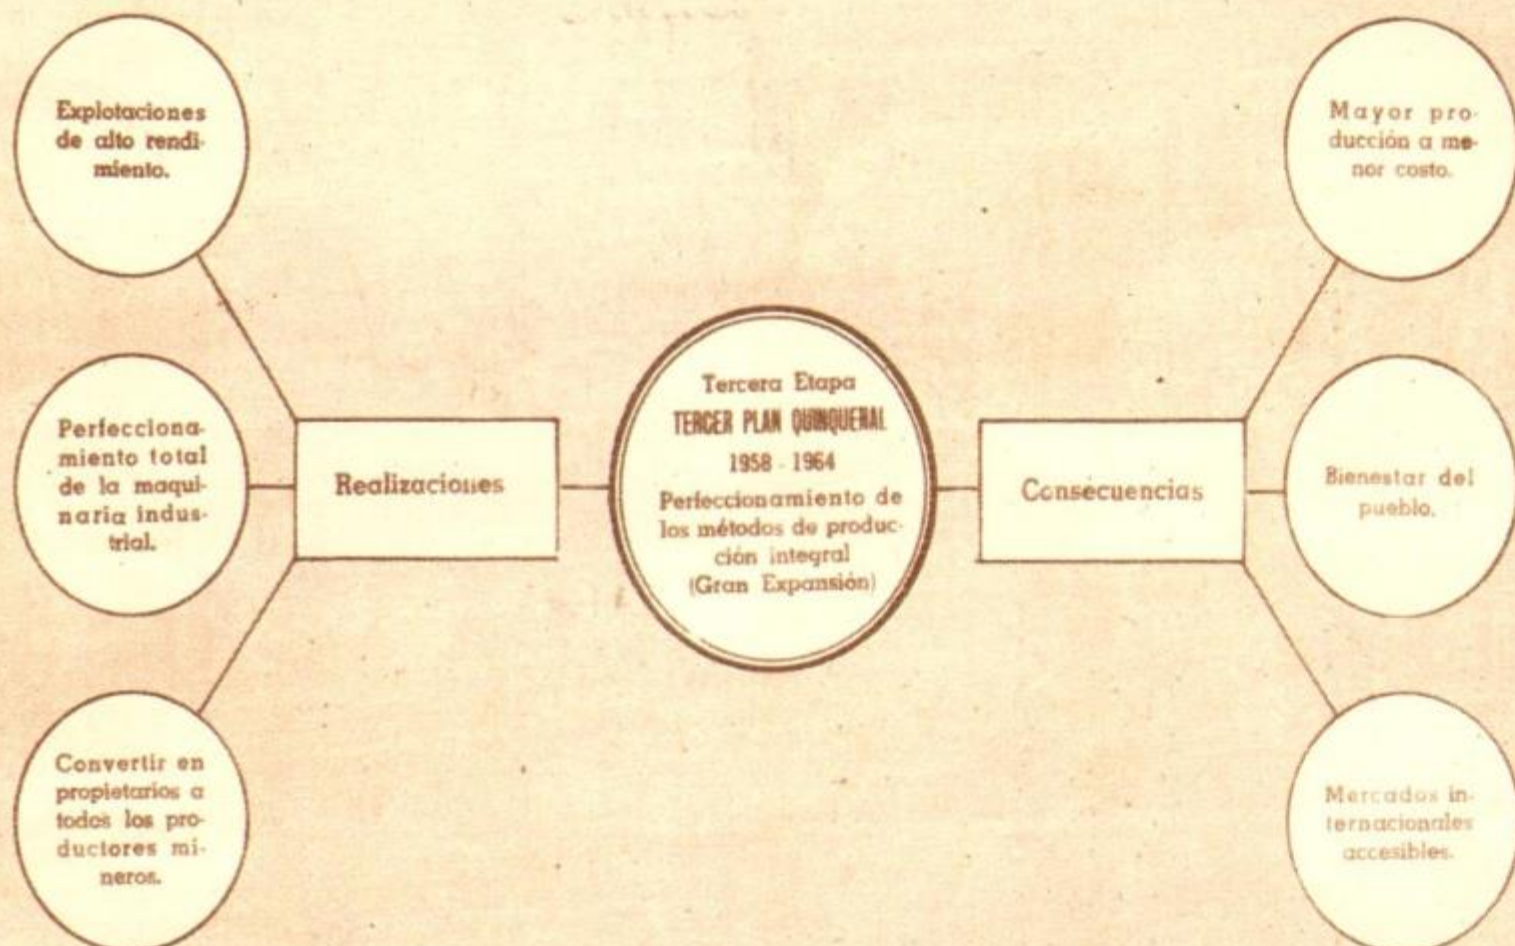 Explotaciones
de alto rendi-
miento.
Perfecciona-
miento total
de la maqui-
naria indus-
trial.
Convertir en
propietarios a
todos los pro-
ductores mi-
neros.
Realizaciones
Tercera Etapa
TERCER PLAN QUINQUENAL
1958 - 1964
Perfeccionamiento de
los métodos de produc-
ción integral
(Gran Expansión)
Consecuencias
Mayor pro-
ducción a me-
nor costo.
Bienestar del
pueblo.
Mercados in-
ternacionales
accesibles.